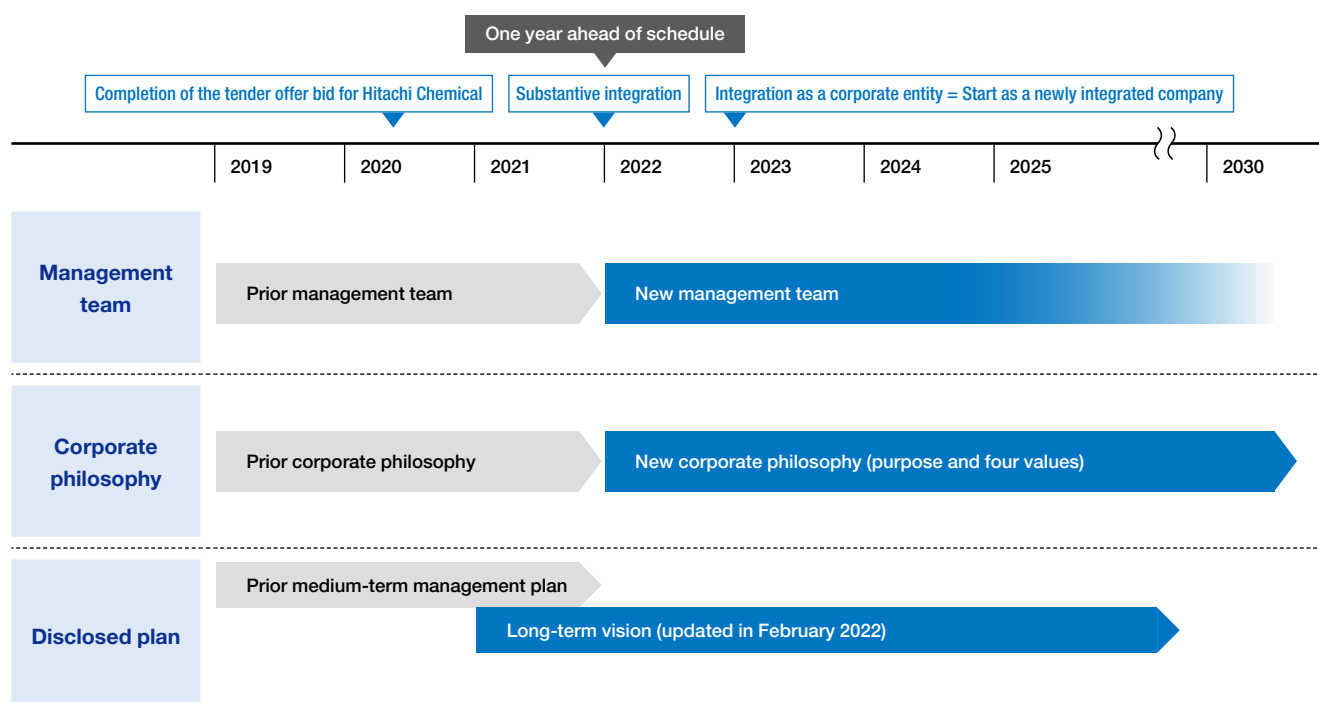 One year ahead of schedule
Completion of the tender offer bid for Hitachi Chemical
Substantive integration
Integration as a corporate entity = Start as a newly integrated company
2019
2020
2021
2022
2023
2024
2025
2030
Management
team
Prior management team
New management team
Corporate
philosophy
Prior corporate philosophy
New corporate philosophy (purpose and four values)
Disclosed plan
Prior medium-term management plan
Long-term vision (updated in February 2022)